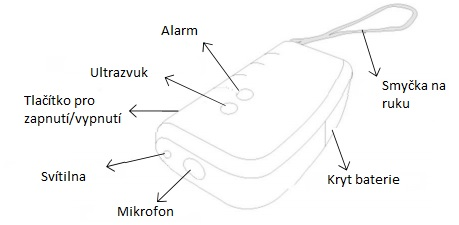 Alarm
Ultrazvuk
Tlačítko pro
zapnutí/vypnutí
Smyčka na
ruku
Svítilna
Kryt baterie
Mikrofon